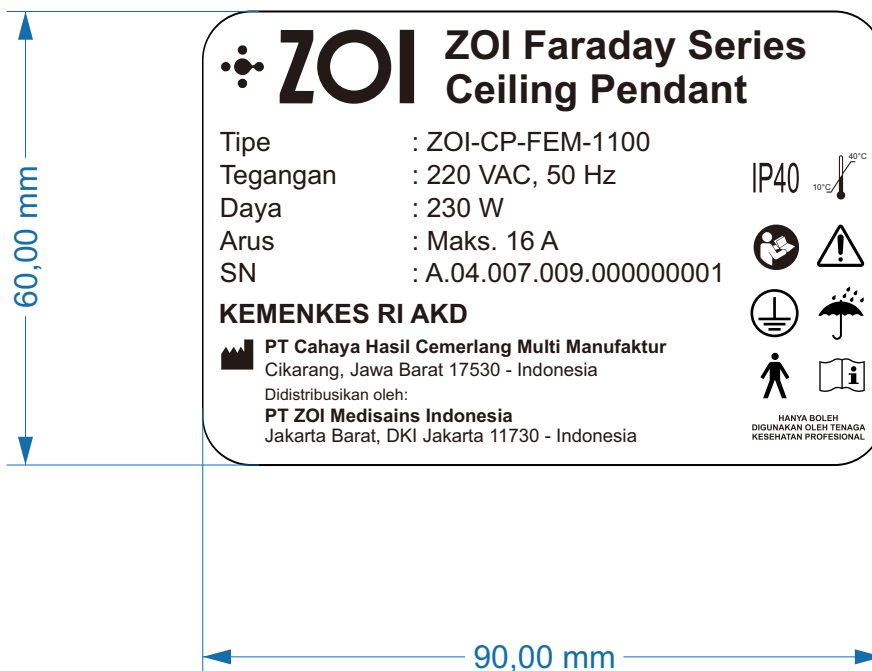 ZOI
ZOI Faraday Series
Ceiling Pendant
Tipe : ZOI-CP-FEM-1100
Tegangan : 220 VAC, 50 Hz
Daya : 230 W
Arus : Maks. 16 A
SN : A.04.007.009.000000001
IP40
40°C
10°C
KEMENKES RI AKD
PT Cahaya Hasil Cemerlang Multi Manufaktur
Cikarang, Jawa Barat 17530 - Indonesia
Didistribusikan oleh:
PT ZOI Medisains Indonesia
Jakarta Barat, DKI Jakarta 11730 - Indonesia
i
HANYA BOLEH
DIGUNAKAN OLEH TENAGA
KESEHATAN PROFESIONAL
60,00 mm
90,00 mm